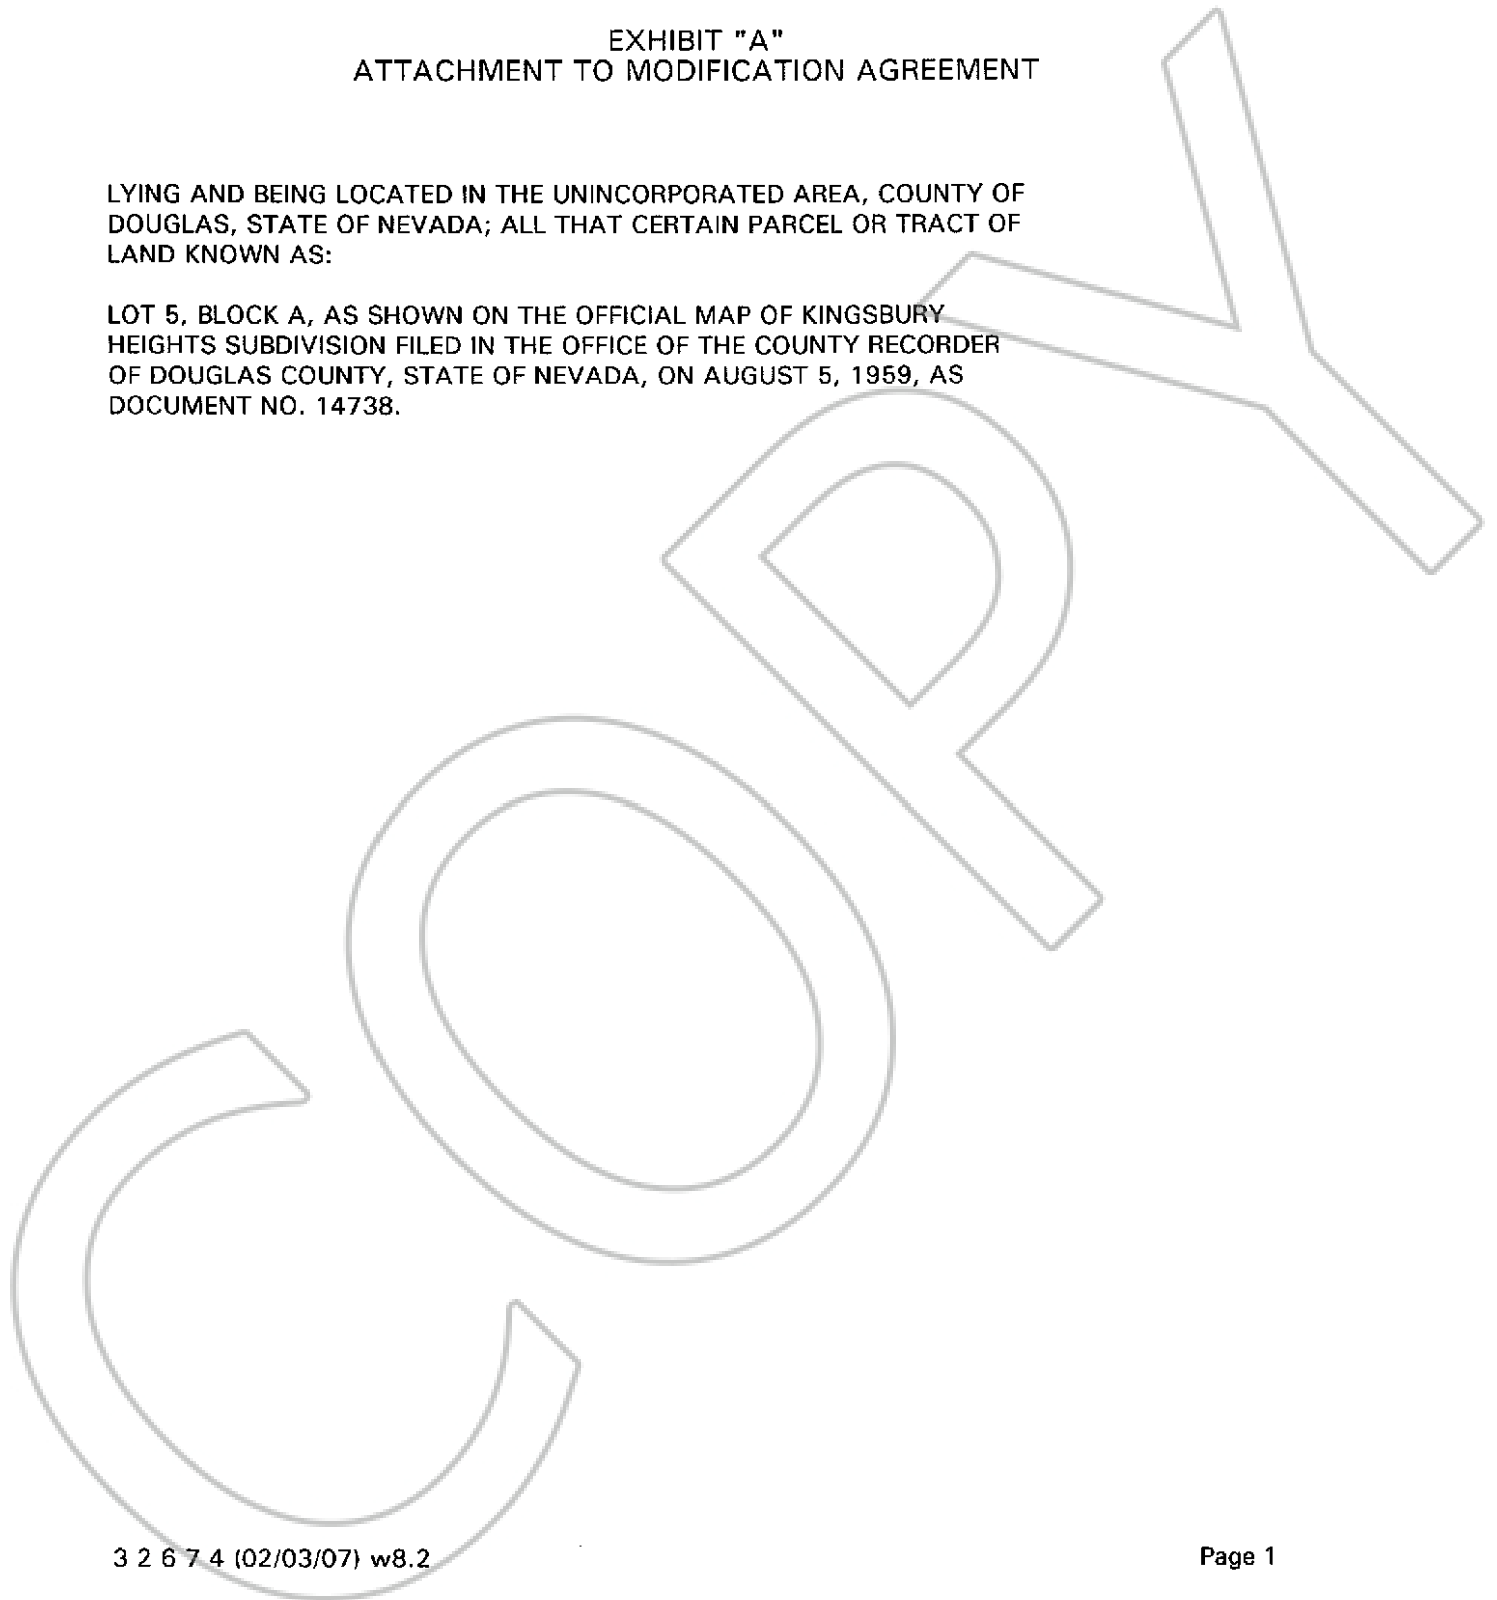 EXHIBIT "A"
ATTACHMENT TO MODIFICATION AGREEMENT
LYING AND BEING LOCATED IN THE UNINCORPORATED AREA, COUNTY OF
DOUGLAS, STATE OF NEVADA; ALL THAT CERTAIN PARCEL OR TRACT OF
LAND KNOWN AS:
LOT 5, BLOCK A, AS SHOWN ON THE OFFICIAL MAP OF KINGSBURY
HEIGHTS SUBDIVISION FILED IN THE OFFICE OF THE COUNTY RECORDER
OF DOUGLAS COUNTY, STATE OF NEVADA, ON AUGUST 5, 1959, AS
DOCUMENT NO. 14738.
COPY
3 2 6 7 4 (02/03/07) w8.2
Page 1